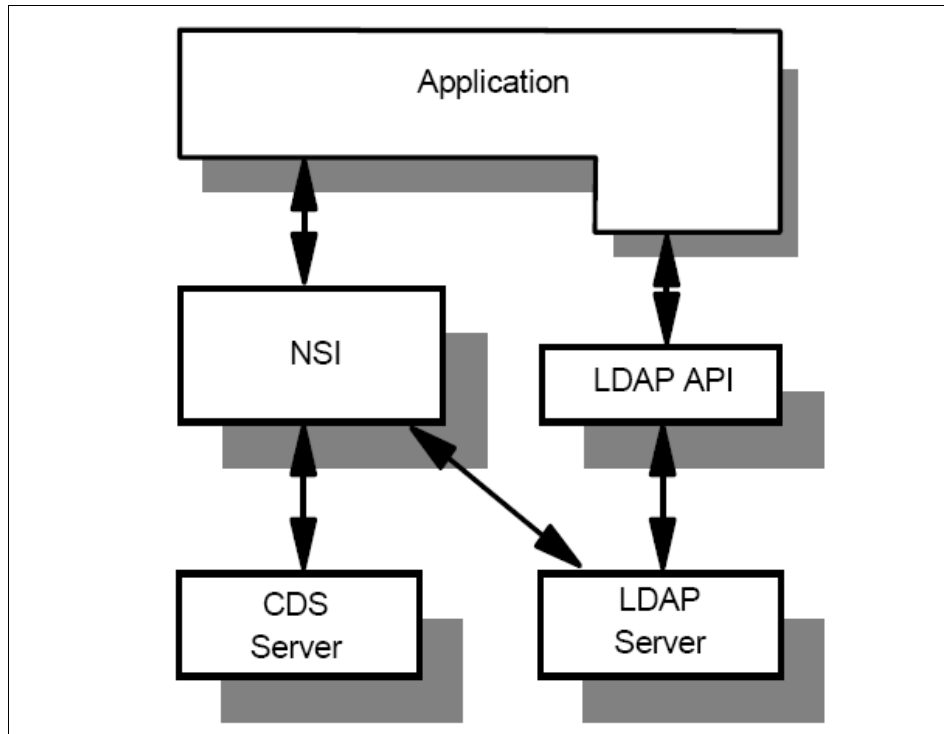 Application
NSI
LDAP API
CDS
Server
LDAP
Server